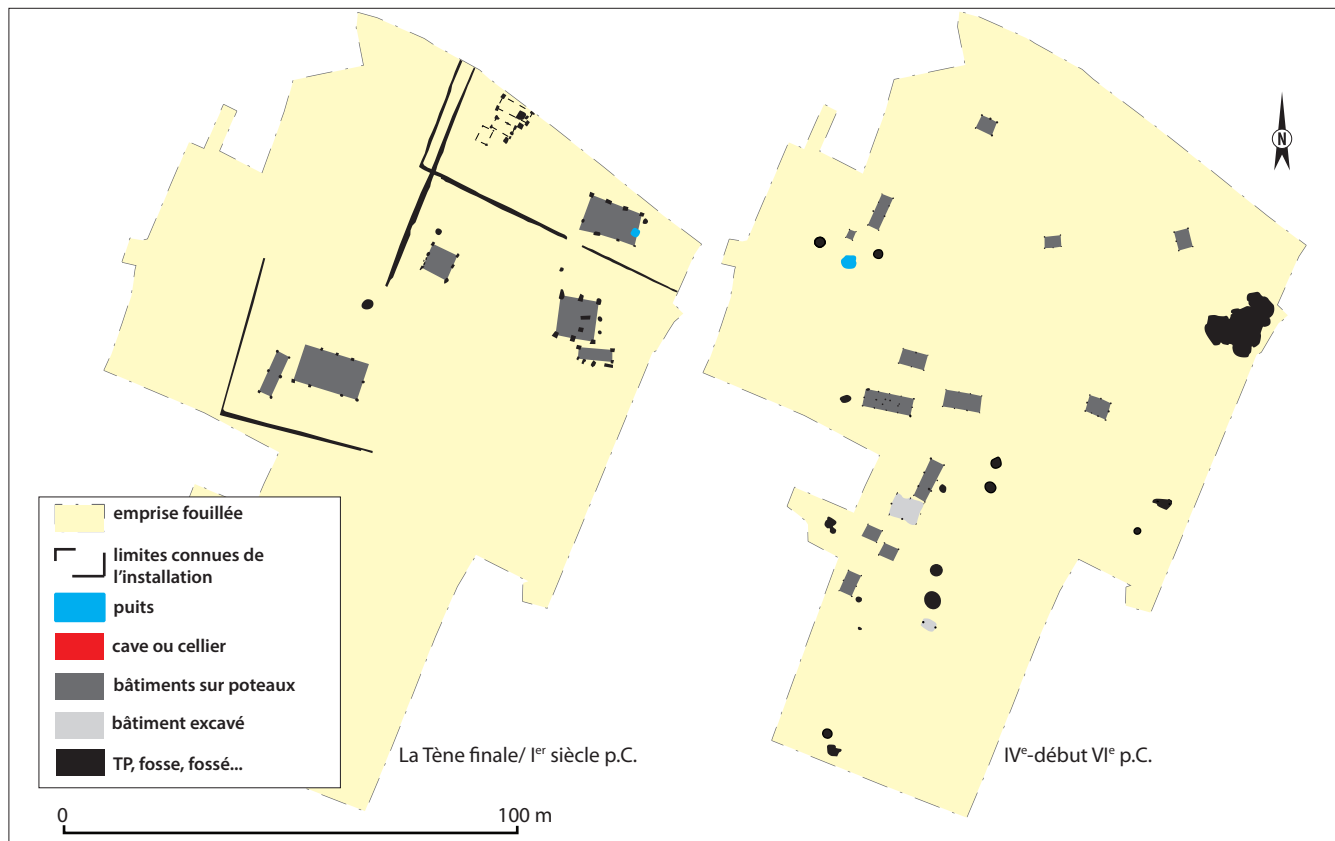 N
emprise fouillée
limites connues de
l'installation
puits
cave ou cellier
bâtiments sur poteaux
bâtiment excavé
TP, fosse, fossé...
La Tène finale/ Ier siècle p.C.
IVe-début VIe p.C.
0
100 m